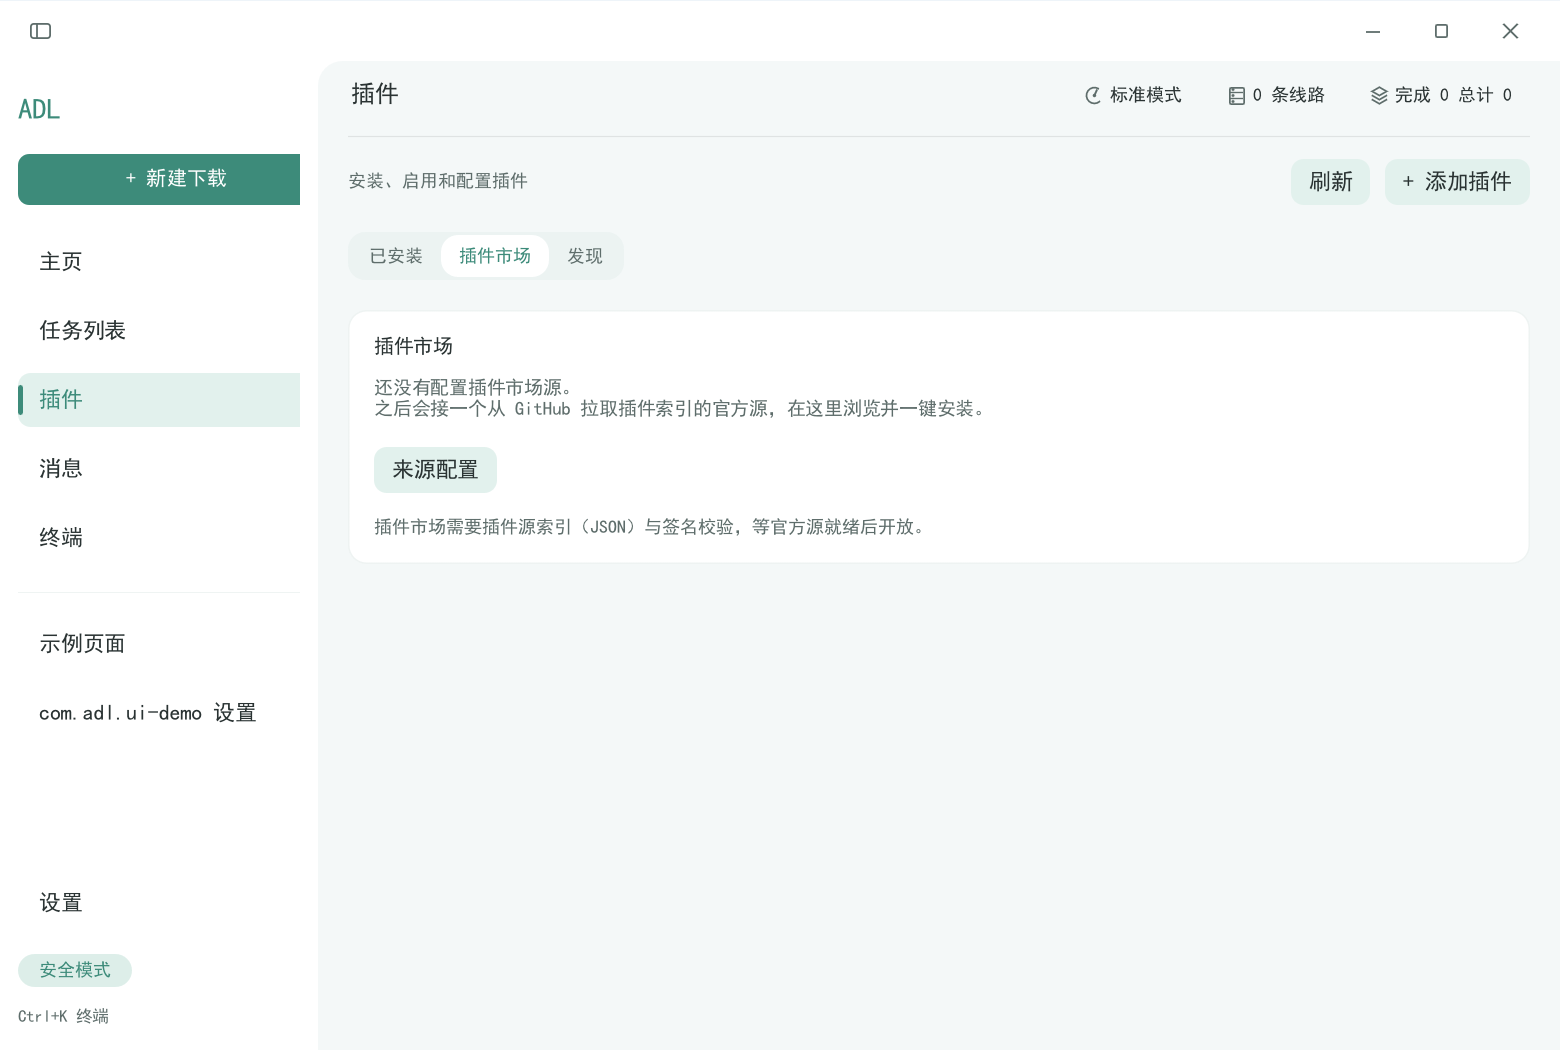 ADL
+ 新建下载
主页
任务列表
插件
消息
终端
示例页面
com.adl.ui-demo 设置
设置
安全模式
Ctrl+K 终端
插件
标准模式
0 条线路
完成 0 总计 0
安装、启用和配置插件
刷新
+ 添加插件
已安装
插件市场
发现
插件市场
还没有配置插件市场源。
之后会接一个从 GitHub 拉取插件索引的官方源，在这里浏览并一键安装。
来源配置
插件市场需要插件源索引（JSON）与签名校验，等官方源就绪后开放。